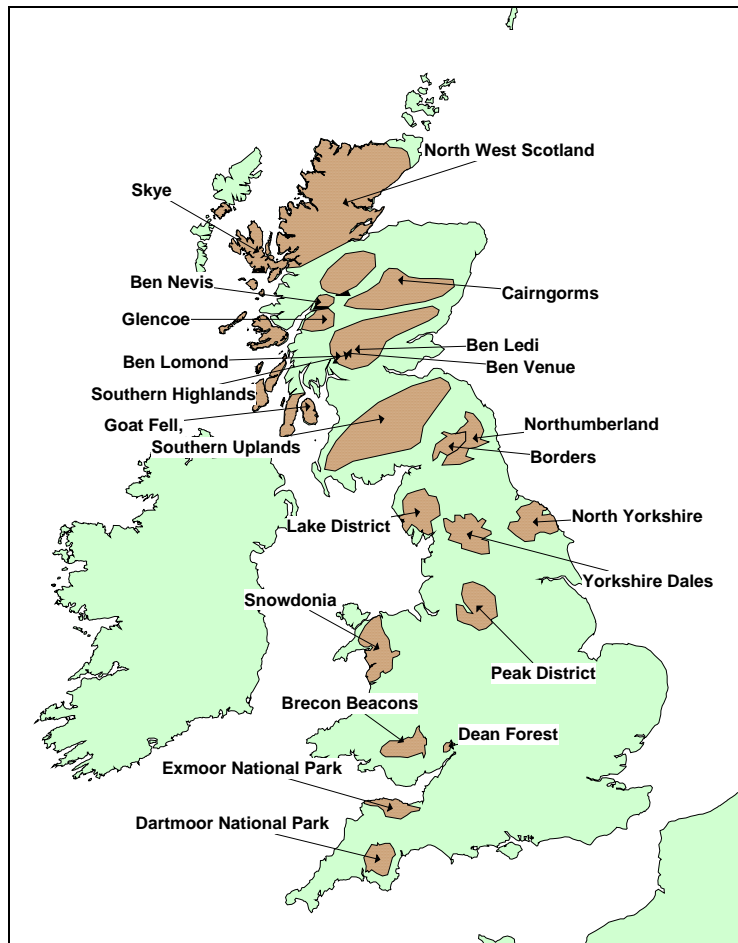 North West Scotland
Skye
Ben Nevis
Cairngorms
Glencoe
Ben Ledi
Ben Lomond
Ben Venue
Southern Highlands
Goat Fell,
Northumberland
Southern Uplands
Borders
Lake District
North Yorkshire
Yorkshire Dales
Snowdonia
Peak District
Brecon Beacons
Dean Forest
Exmoor National Park
Dartmoor National Park